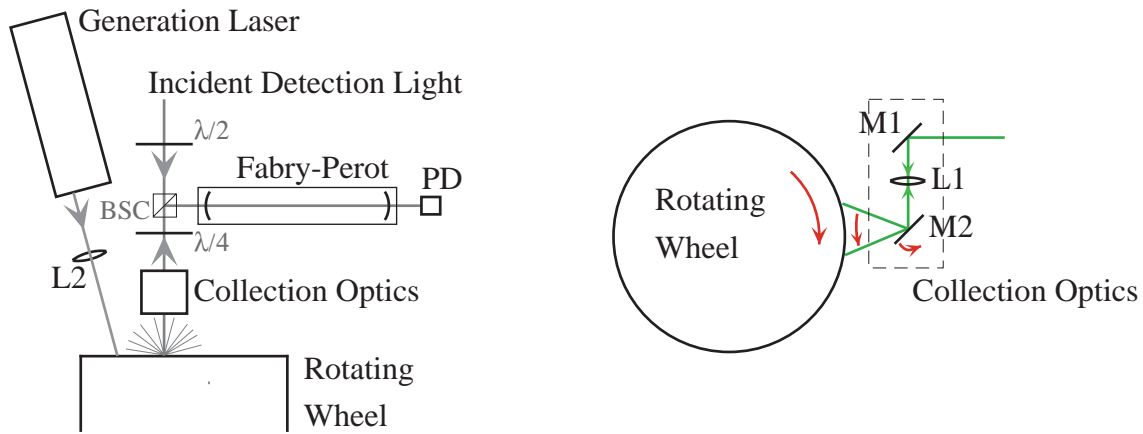 Generation Laser
Incident Detection Light
λ/2
Fabry-Perot
PD
BSC
λ/4
L2
Collection Optics
Rotating
Wheel
M1
L1
Rotating
Wheel
M2
Collection Optics